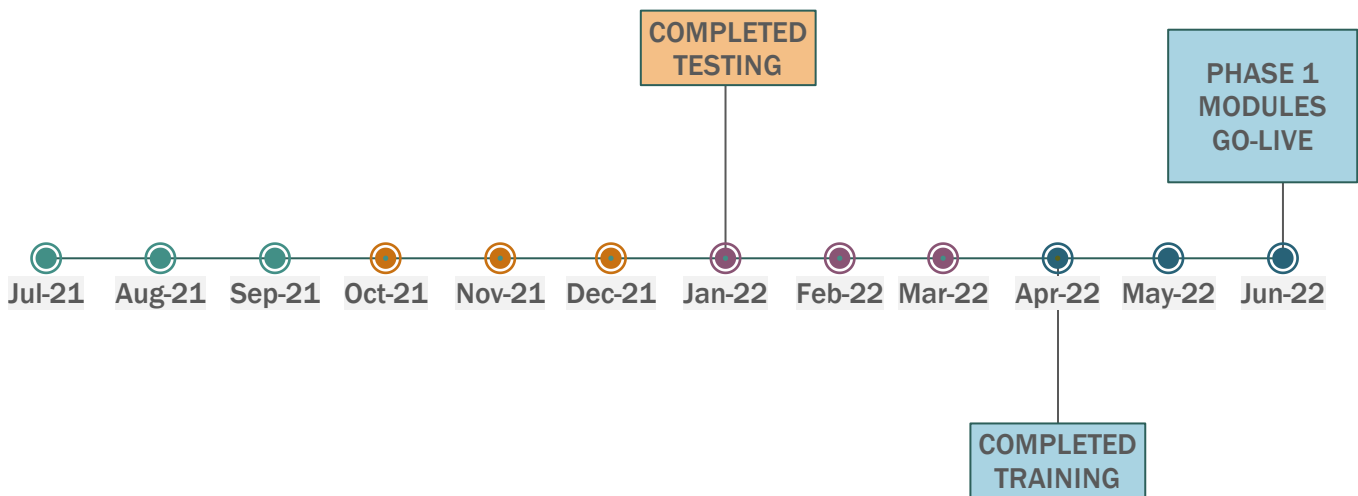 COMPLETED
TESTING
PHASE 1
MODULES
GO-LIVE
Jul-21 Aug-21 Sep-21 Oct-21 Nov-21 Dec-21 Jan-22 Feb-22 Mar-22 Apr-22 May-22 Jun-22
COMPLETED
TRAINING